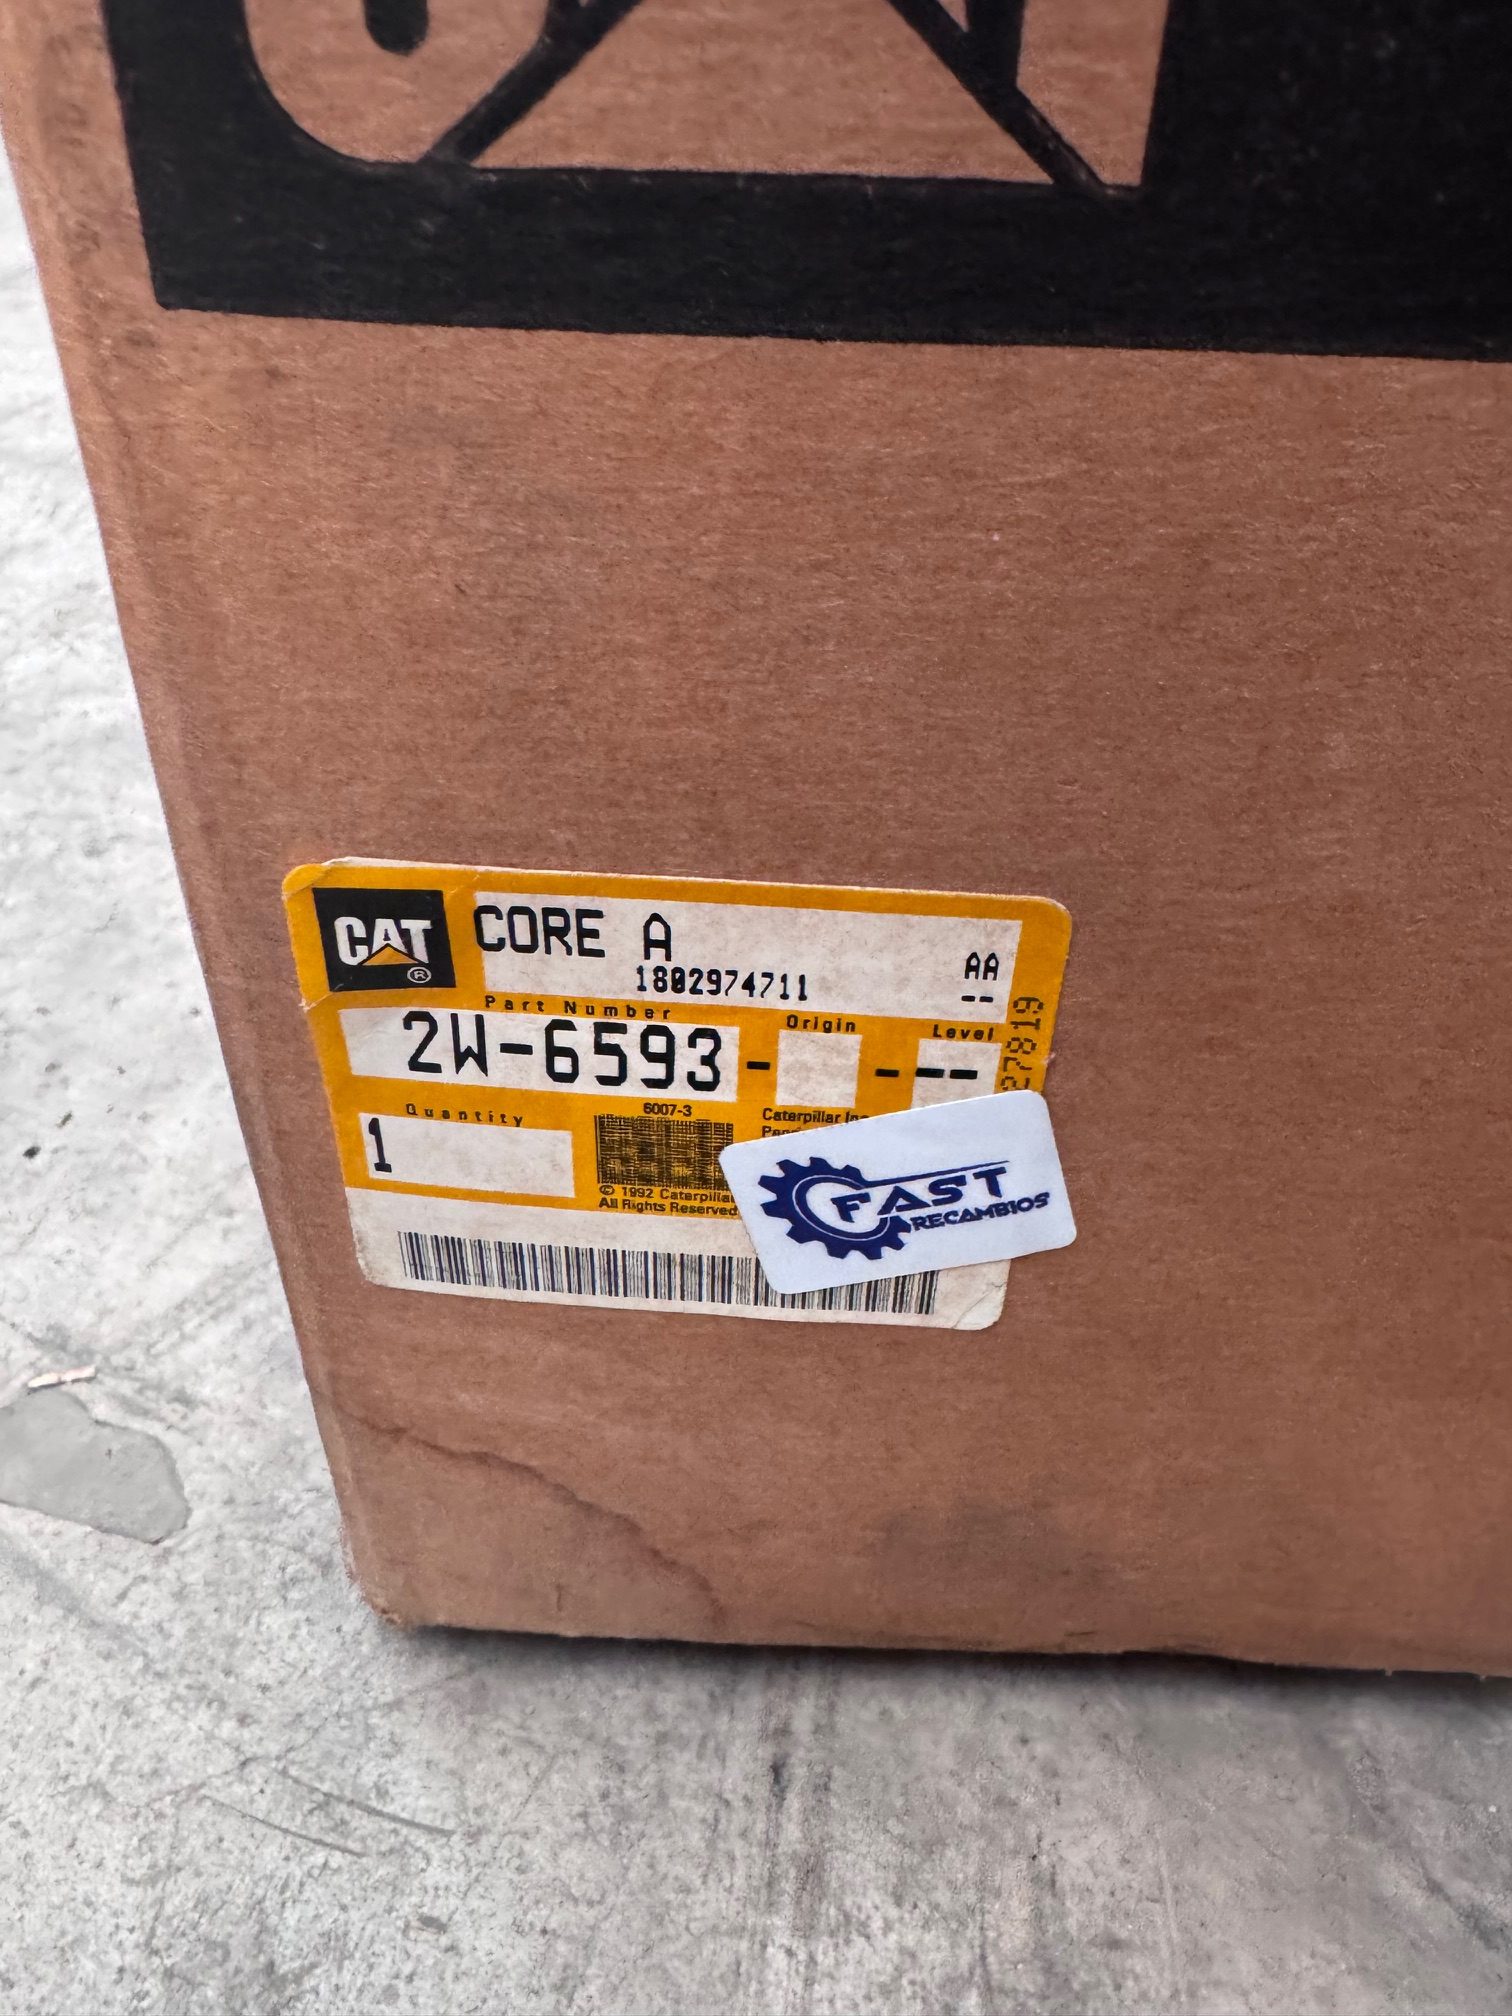 CAT ®
CORE A
1802974711
AA
--
Part Number
Origin
Level
2W-6593- - --
27819
Quantity
1
6007-3
Caterpillar Inc
© 1992 Caterpillar
All Rights Reserved
FAST
RECAMBIOS